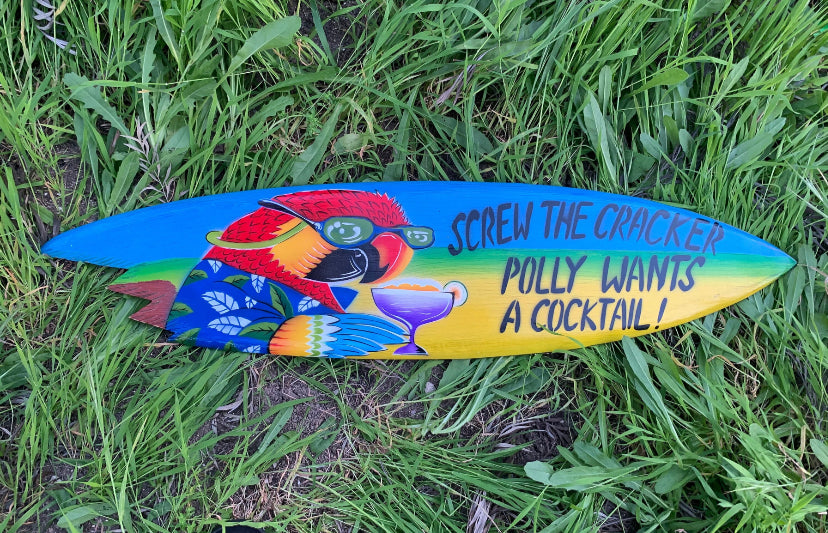 SCREW THE CRACKER
POLLY WANTS
A COCKTAIL!